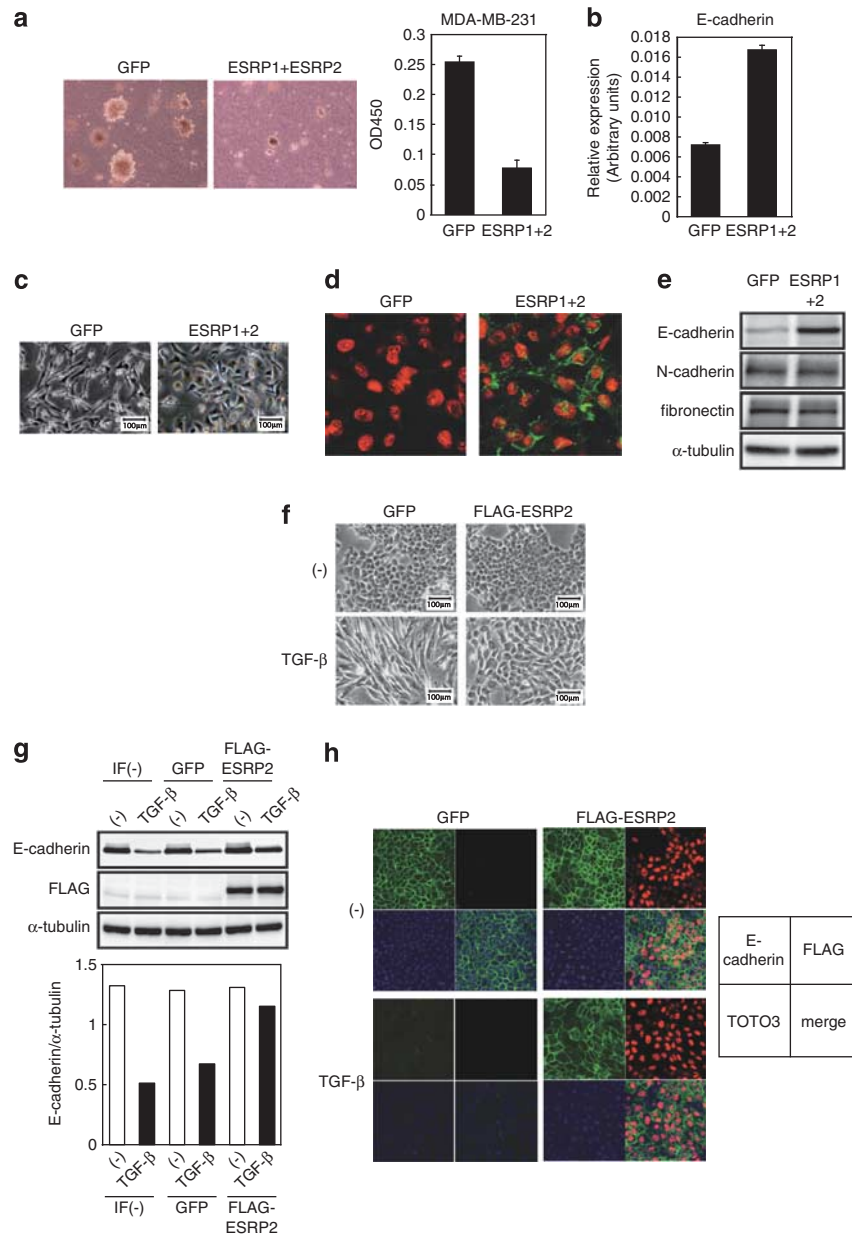 a
GFP
ESRP1+ESRP2
MDA-MB-231
OD450
0.25
0.2
0.15
0.1
0.05
0
GFP ESRP1+2
b
E-cadherin
Relative expression
(Arbitrary units)
0.018
0.016
0.014
0.012
0.010
0.008
0.006
0.004
0.002
0.000
GFP ESRP1+2
c
GFP
ESRP1+2
100µm
100µm
d
GFP
ESRP1+2
e
GFP ESRP1
+2
E-cadherin
N-cadherin
fibronectin
α-tubulin
f
GFP
FLAG-ESRP2
(-)
100µm
100µm
TGF-β
100µm
100µm
g
IF(-) GFP FLAG-
ESRP2
(-) TGF-β (-) TGF-β (-) TGF-β
E-cadherin
FLAG
α-tubulin
E-cadherin/α-tubulin
1.5
1
0.5
0
(-) TGF-β (-) TGF-β (-) TGF-β
IF(-) GFP FLAG-
ESRP2
h
GFP
FLAG-ESRP2
(-)
TGF-β
E-
cadherin
FLAG
TOTO3
merge